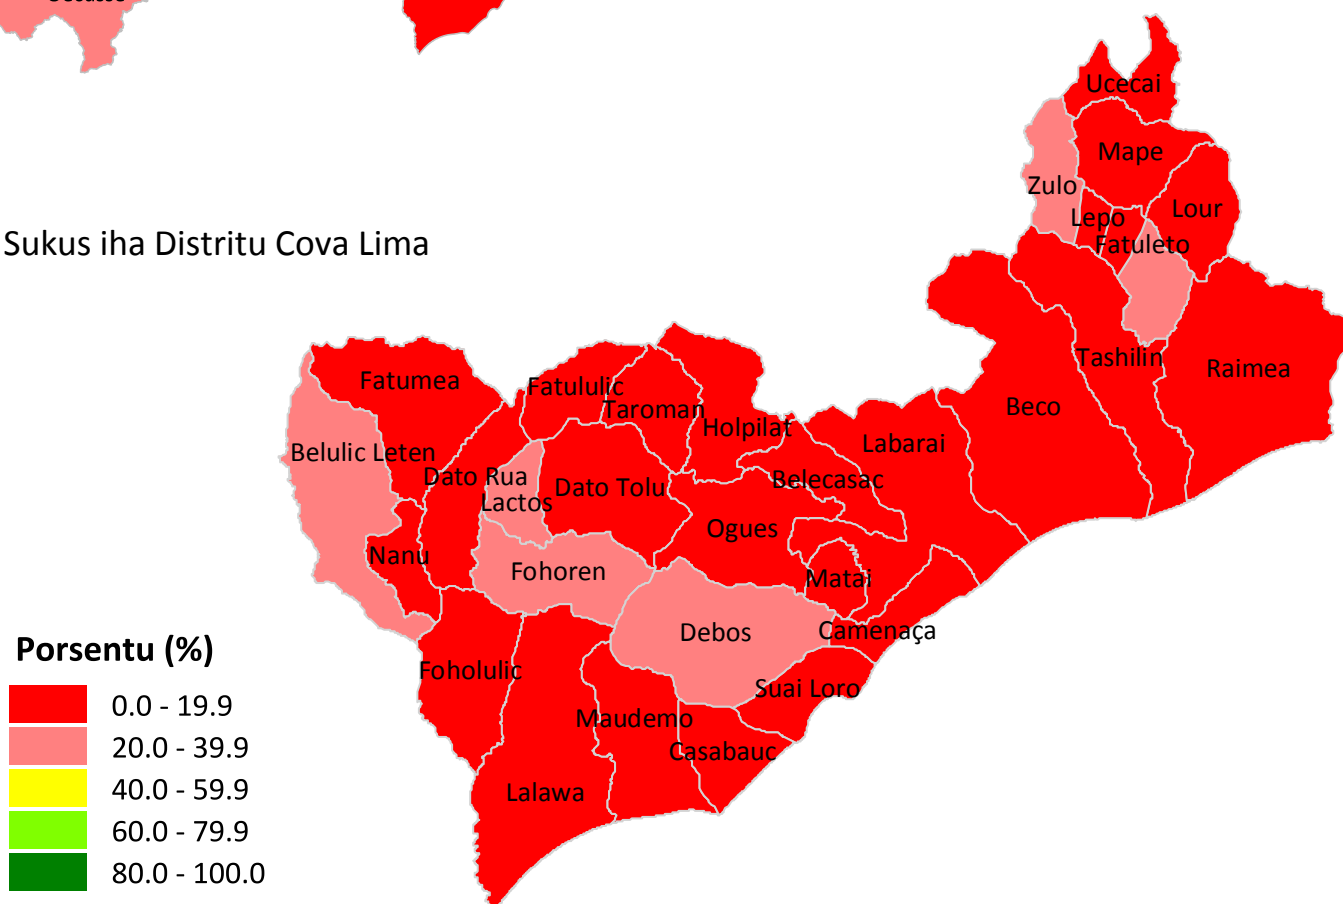 Ucecai
Mape
Zulo
Lepo
Lour
Fatuleto
Sukus iha Distritu Cova Lima
Tashilin
Raimea
Fatumea
Fatululic
Taroman
Beco
Holpilat
Labarai
Belulic Leten
Dato Rua
Belecasac
Lactos
Dato Tolu
Ogues
Nanu
Fohoren
Matai
Debos
Camenaça
Porsentu (%)
Foholulic
Suai Loro
0.0 - 19.9
Maudemo
20.0 - 39.9
Casabauc
40.0 - 59.9
Lalawa
60.0 - 79.9
80.0 - 100.0